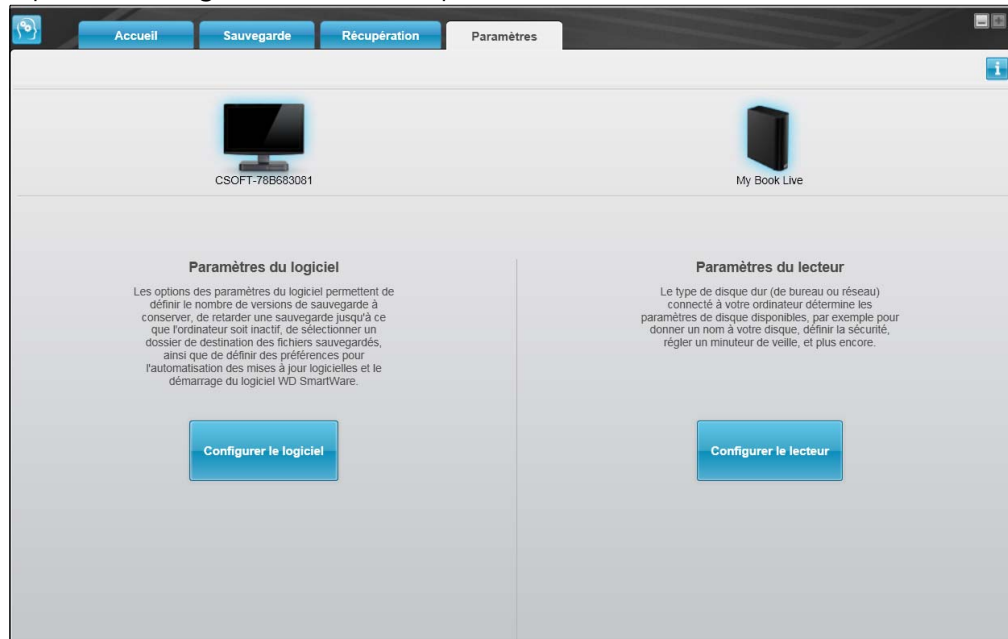 Accueil
Sauvegarde
Récupération
Paramètres
i
CSOFT-78B683081
My Book Live
Paramètres du logiciel
Les options des paramètres du logiciel permettent de
définir le nombre de versions de sauvegarde à
conserver, de retarder une sauvegarde jusqu'à ce
que l'ordinateur soit inactif, de sélectionner un
dossier de destination des fichiers sauvegardés,
ainsi que de définir des préférences pour
l'automatisation des mises à jour logicielles et le
démarrage du logiciel WD SmartWare.
Configurer le logiciel
Paramètres du lecteur
Le type de disque dur (de bureau ou réseau)
connecté à votre ordinateur détermine les
paramètres de disque disponibles, par exemple pour
donner un nom à votre disque, définir la sécurité,
régler un minuteur de veille, et plus encore.
Configurer le lecteur